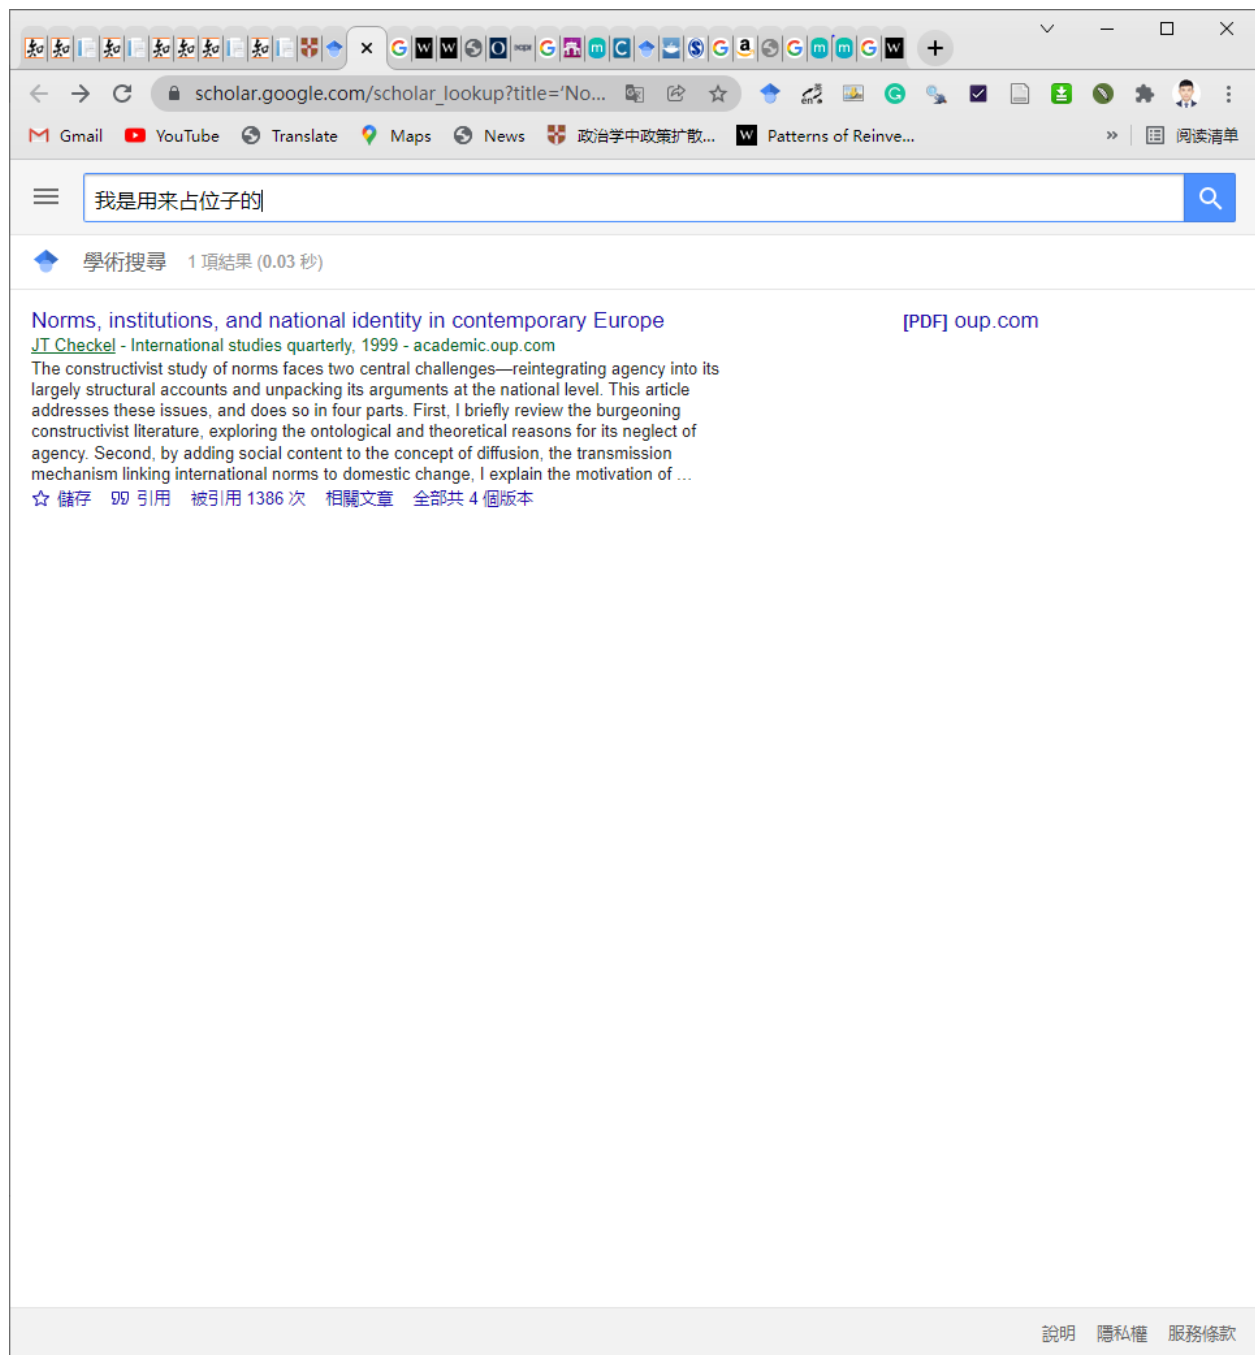 scholar.google.com/scholar_lookup?title='No...
Gmail YouTube Translate Maps News 政治学中政策扩散... Patterns of Reinve... » 阅读清单
我是用来占位子的
學術搜尋 1 項結果 (0.03 秒)
Norms, institutions, and national identity in contemporary Europe [PDF] oup.com
JT Checkel - International studies quarterly, 1999 - academic.oup.com
The constructivist study of norms faces two central challenges—reintegrating agency into its
largely structural accounts and unpacking its arguments at the national level. This article
addresses these issues, and does so in four parts. First, I briefly review the burgeoning
constructivist literature, exploring the ontological and theoretical reasons for its neglect of
agency. Second, by adding social content to the concept of diffusion, the transmission
mechanism linking international norms to domestic change, I explain the motivation of ...
儲存 引用 被引用 1386 次 相關文章 全部共 4 個版本
說明 隱私權 服務條款